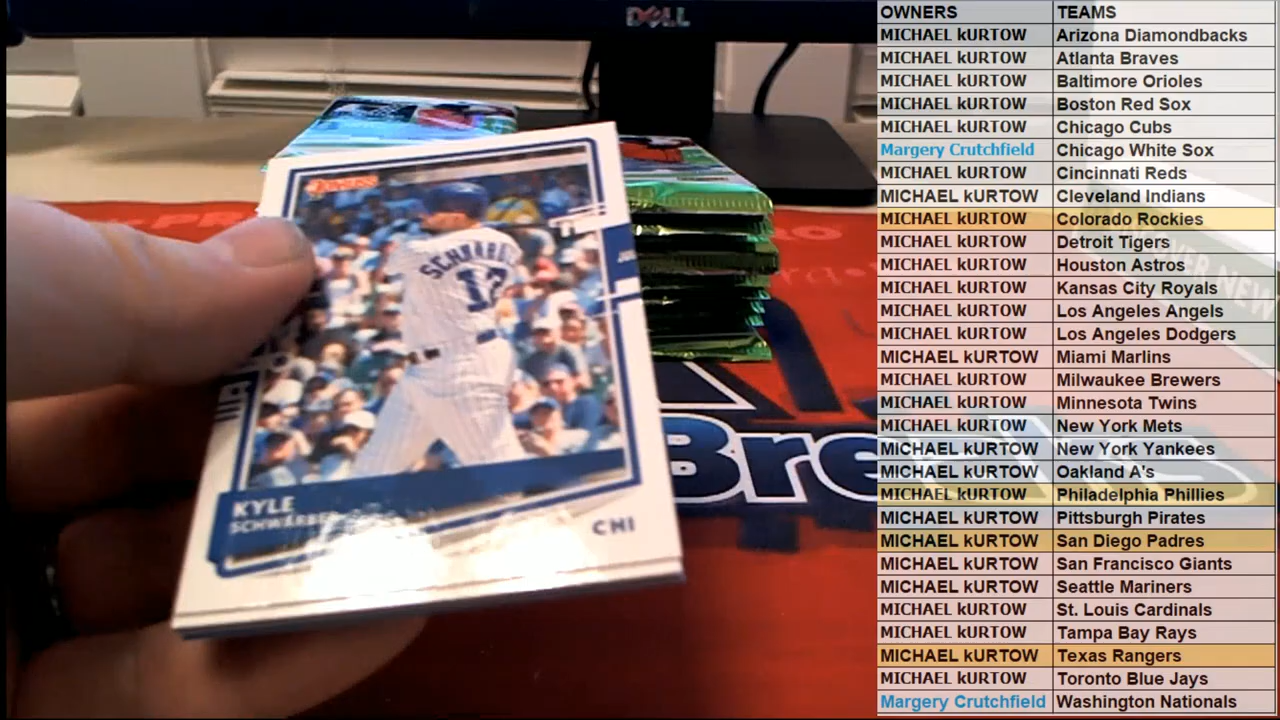 DELL
OWNERS TEAMS
MICHAEL kURTOW Arizona Diamondbacks
MICHAEL kURTOW Atlanta Braves
MICHAEL kURTOW Baltimore Orioles
MICHAEL kURTOW Boston Red Sox
MICHAEL kURTOW Chicago Cubs
Margery Crutchfield Chicago White Sox
MICHAEL kURTOW Cincinnati Reds
MICHAEL kURTOW Cleveland Indians
MICHAEL kURTOW Colorado Rockies
MICHAEL kURTOW Detroit Tigers
MICHAEL kURTOW Houston Astros
MICHAEL kURTOW Kansas City Royals
MICHAEL kURTOW Los Angeles Angels
MICHAEL kURTOW Los Angeles Dodgers
MICHAEL kURTOW Miami Marlins
MICHAEL kURTOW Milwaukee Brewers
MICHAEL kURTOW Minnesota Twins
MICHAEL kURTOW New York Mets
MICHAEL kURTOW New York Yankees
MICHAEL kURTOW Oakland A's
MICHAEL kURTOW Philadelphia Phillies
MICHAEL kURTOW Pittsburgh Pirates
MICHAEL kURTOW San Diego Padres
MICHAEL kURTOW San Francisco Giants
MICHAEL kURTOW Seattle Mariners
MICHAEL kURTOW St. Louis Cardinals
MICHAEL kURTOW Tampa Bay Rays
MICHAEL kURTOW Texas Rangers
MICHAEL kURTOW Toronto Blue Jays
Margery Crutchfield Washington Nationals
Donruss
12
KYLE
CHI